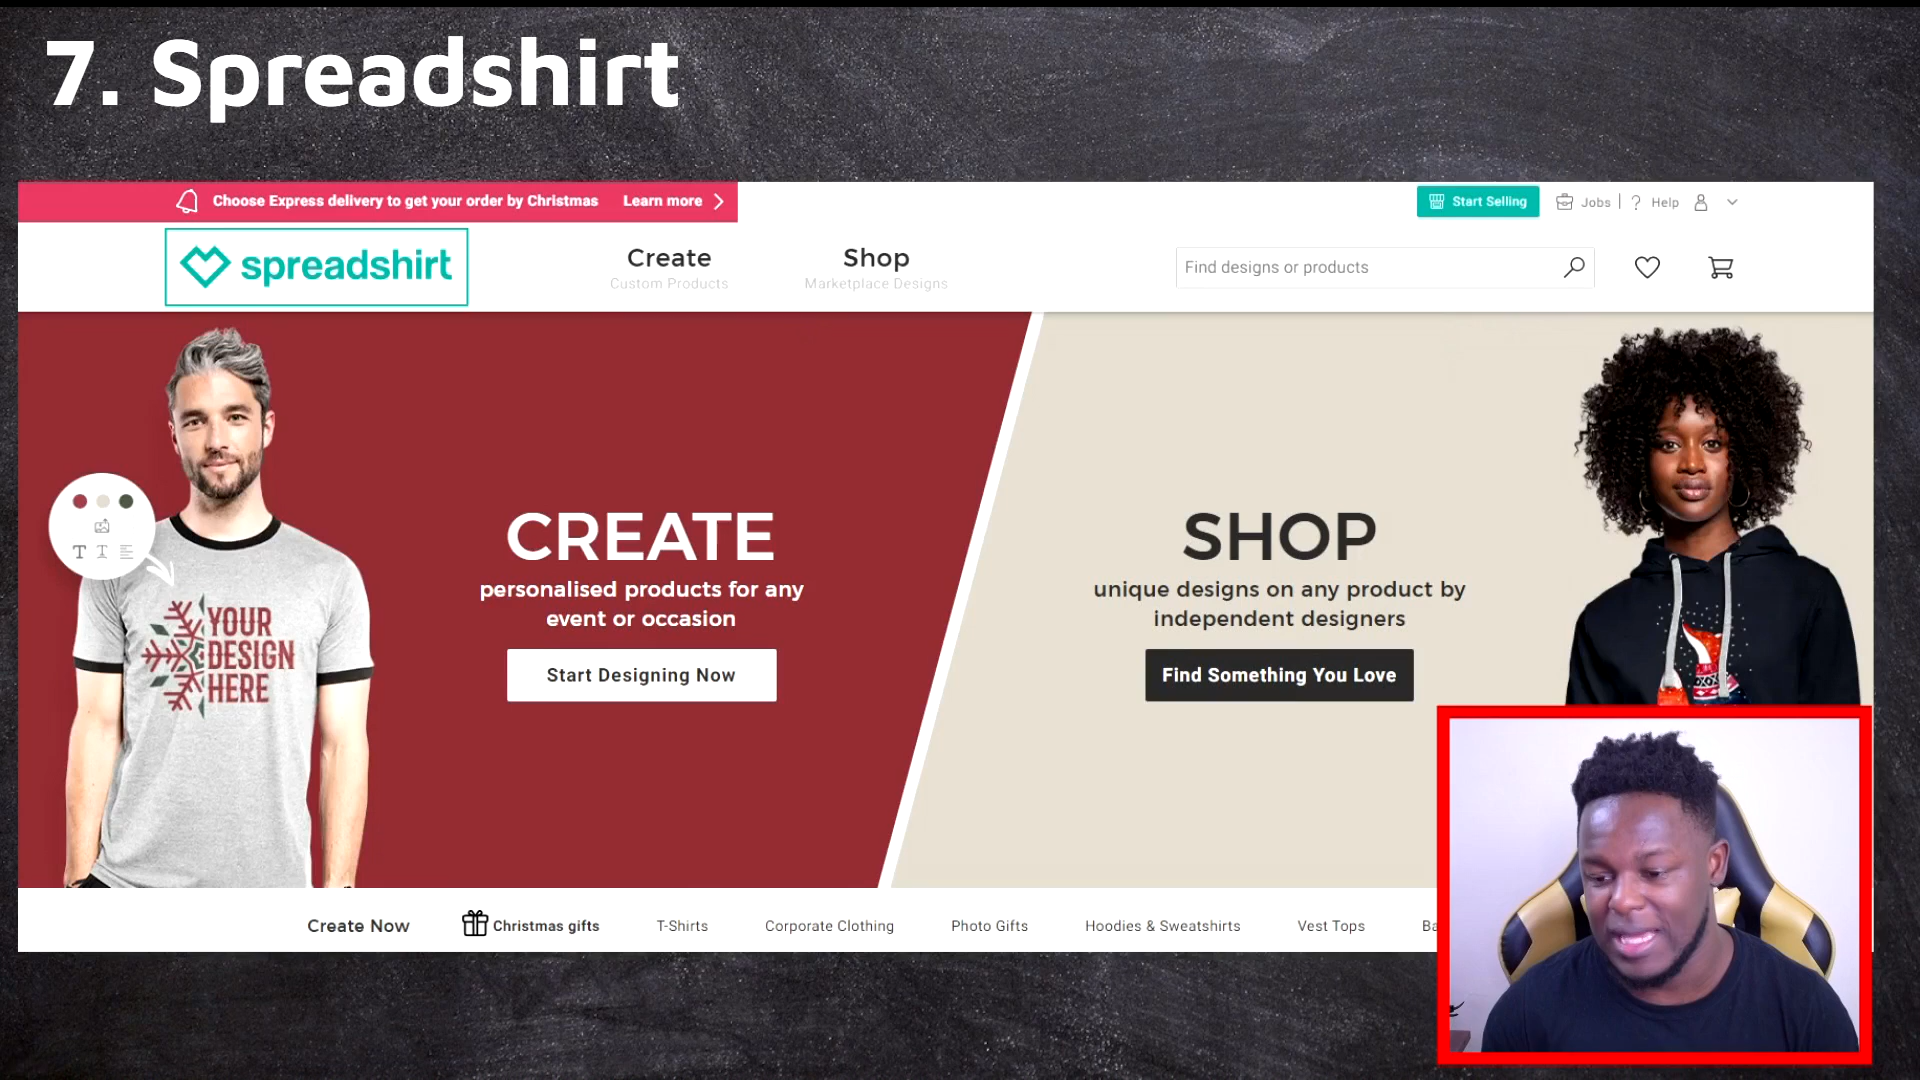 7. Spreadshirt
Choose Express delivery to get your order by Christmas Learn more
Start Selling Jobs | ? Help
spreadshirt
Create
Custom Products
Shop
Marketplace Designs
Find designs or products
T T
YOUR
DESIGN
HERE
CREATE
personalised products for any
event or occasion
Start Designing Now
SHOP
unique designs on any product by
independent designers
Find Something You Love
Create Now Christmas gifts T-Shirts Corporate Clothing Photo Gifts Hoodies & Sweatshirts Vest Tops